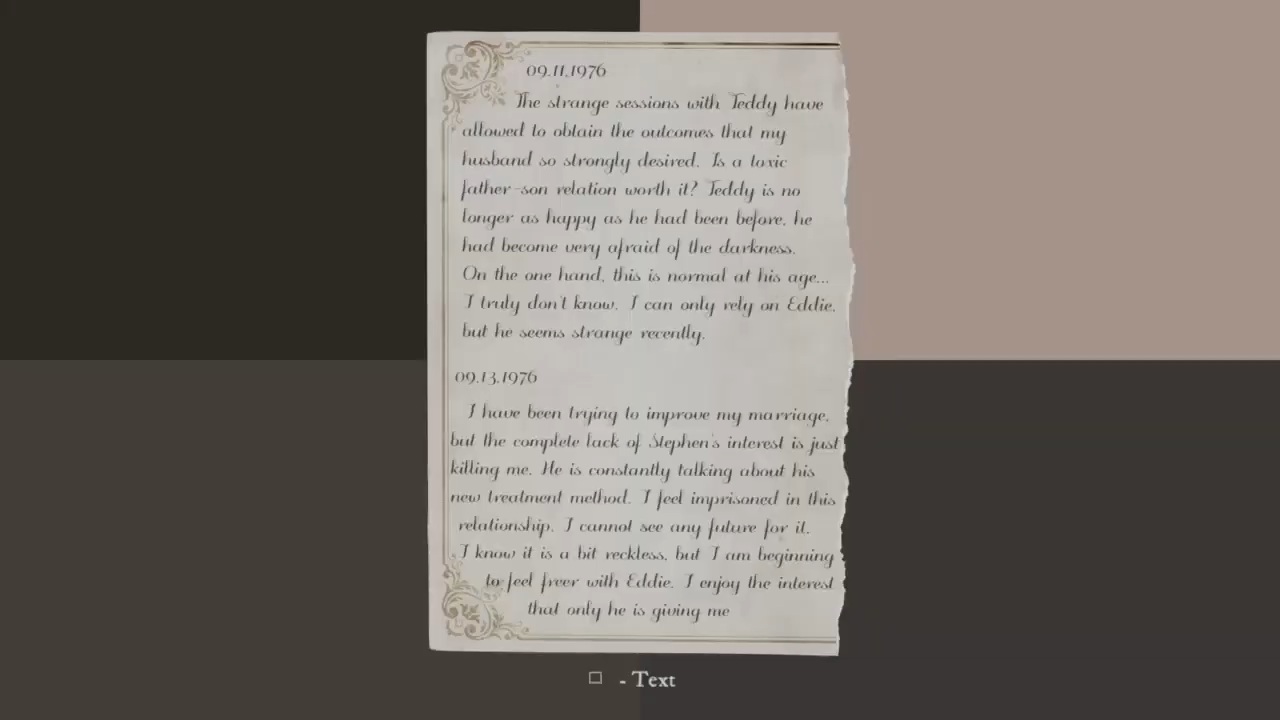 09.11.1976
The strange sessions with Teddy have
allowed to obtain the outcomes that my
husband so strongly desired. Is a toxic
father-son relation worth it? Teddy is no
longer as happy as he had been before, he
had become very afraid of the darkness.
On the one hand, this is normal at his age...
I truly don't know. I can only rely on Eddie,
but he seems strange recently.
09.13.1976
I have been trying to improve my marriage,
but the complete lack of Stephen's interest is just
killing me. He is constantly talking about his
new treatment method. I feel imprisoned in this
relationship. I cannot see any future for it.
I know it is a bit reckless, but I am beginning
to feel freer with Eddie. I enjoy the interest
that only he is giving me
□ - Text